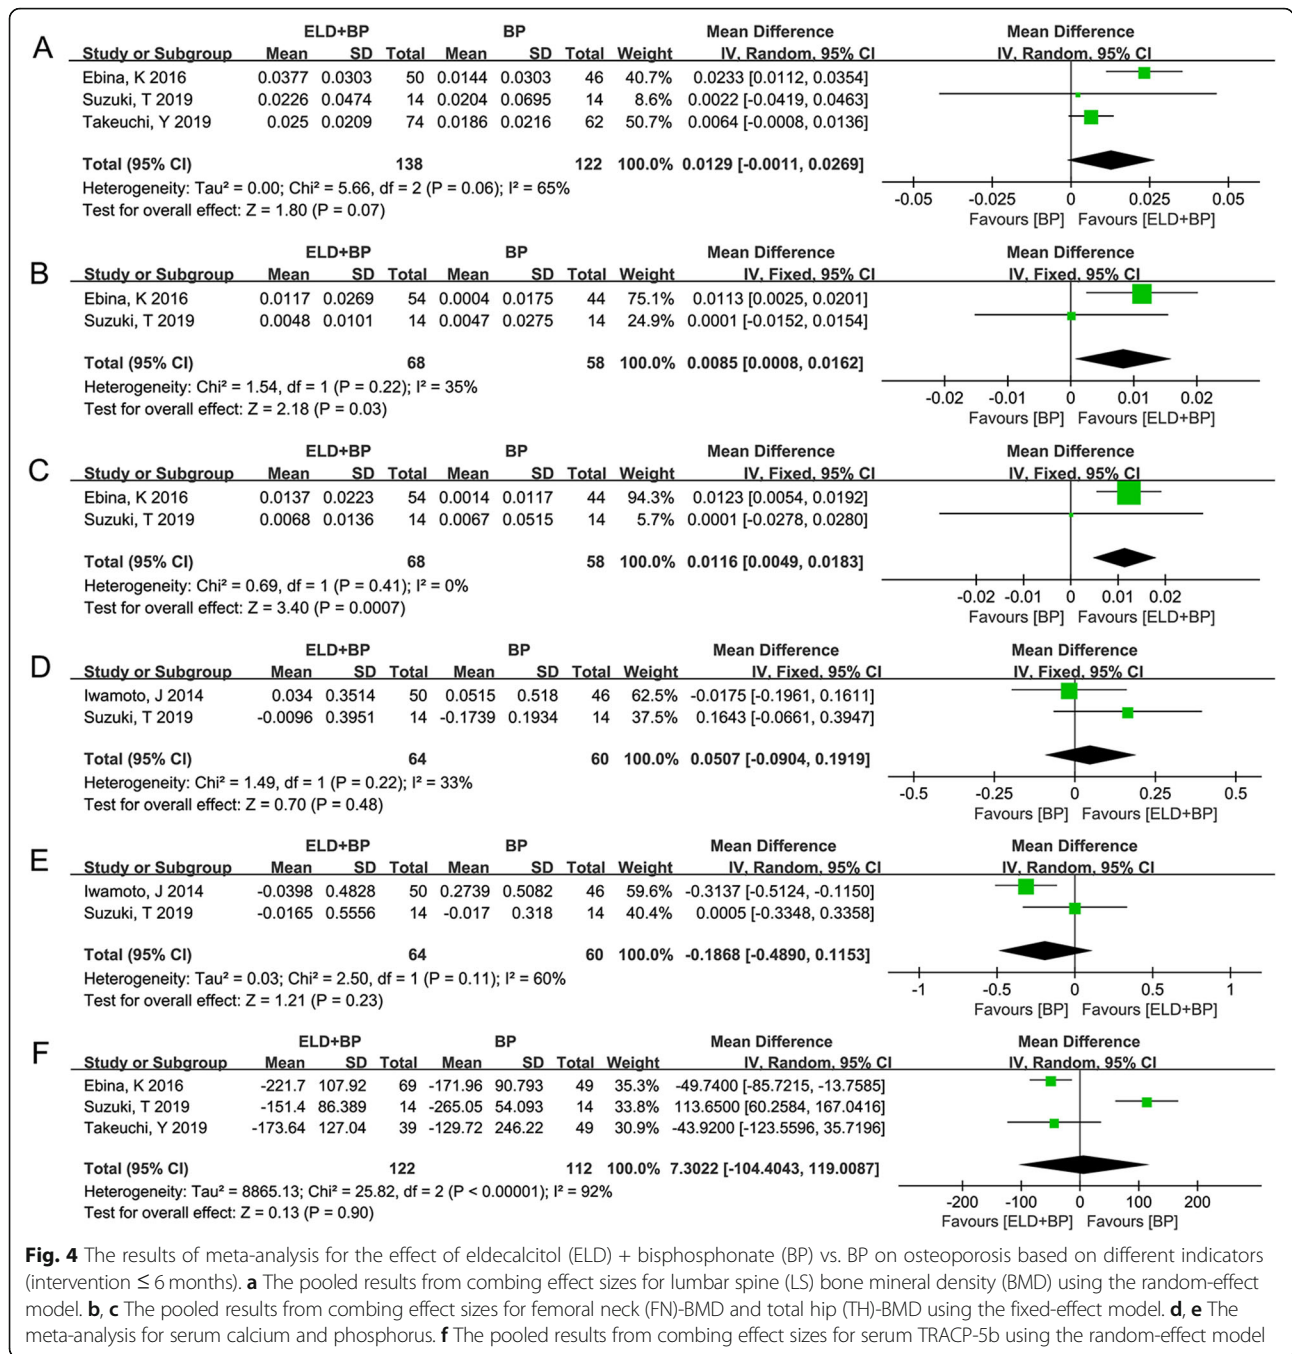 A
ELD+BP BP Mean Difference Mean Difference
Study or Subgroup Mean SD Total Mean SD Total Weight IV, Random, 95% CI IV, Random, 95% CI
Ebina, K 2016 0.0377 0.0303 50 0.0144 0.0303 46 40.7% 0.0233 [0.0112, 0.0354]
Suzuki, T 2019 0.0226 0.0474 14 0.0204 0.0695 14 8.6% 0.0022 [-0.0419, 0.0463]
Takeuchi, Y 2019 0.025 0.0209 74 0.0186 0.0216 62 50.7% 0.0064 [-0.0008, 0.0136]
Total (95% CI) 138 122 100.0% 0.0129 [-0.0011, 0.0269]
Heterogeneity: Tau² = 0.00; Chi² = 5.66, df = 2 (P = 0.06); I² = 65%
Test for overall effect: Z = 1.80 (P = 0.07)
-0.05 -0.025 0 0.025 0.05
Favours [BP] Favours [ELD+BP]
B
ELD+BP BP Mean Difference Mean Difference
Study or Subgroup Mean SD Total Mean SD Total Weight IV, Fixed, 95% CI IV, Fixed, 95% CI
Ebina, K 2016 0.0117 0.0269 54 0.0004 0.0175 44 75.1% 0.0113 [0.0025, 0.0201]
Suzuki, T 2019 0.0048 0.0101 14 0.0047 0.0275 14 24.9% 0.0001 [-0.0152, 0.0154]
Total (95% CI) 68 58 100.0% 0.0085 [0.0008, 0.0162]
Heterogeneity: Chi² = 1.54, df = 1 (P = 0.22); I² = 35%
Test for overall effect: Z = 2.18 (P = 0.03)
-0.02 -0.01 0 0.01 0.02
Favours [BP] Favours [ELD+BP]
C
ELD+BP BP Mean Difference Mean Difference
Study or Subgroup Mean SD Total Mean SD Total Weight IV, Fixed, 95% CI IV, Fixed, 95% CI
Ebina, K 2016 0.0137 0.0223 54 0.0014 0.0117 44 94.3% 0.0123 [0.0054, 0.0192]
Suzuki, T 2019 0.0068 0.0136 14 0.0067 0.0515 14 5.7% 0.0001 [-0.0278, 0.0280]
Total (95% CI) 68 58 100.0% 0.0116 [0.0049, 0.0183]
Heterogeneity: Chi² = 0.69, df = 1 (P = 0.41); I² = 0%
Test for overall effect: Z = 3.40 (P = 0.0007)
-0.02 -0.01 0 0.01 0.02
Favours [BP] Favours [ELD+BP]
D
ELD+BP BP Mean Difference Mean Difference
Study or Subgroup Mean SD Total Mean SD Total Weight IV, Fixed, 95% CI IV, Fixed, 95% CI
Iwamoto, J 2014 0.034 0.3514 50 0.0515 0.518 46 62.5% -0.0175 [-0.1961, 0.1611]
Suzuki, T 2019 -0.0096 0.3951 14 -0.1739 0.1934 14 37.5% 0.1643 [-0.0661, 0.3947]
Total (95% CI) 64 60 100.0% 0.0507 [-0.0904, 0.1919]
Heterogeneity: Chi² = 1.49, df = 1 (P = 0.22); I² = 33%
Test for overall effect: Z = 0.70 (P = 0.48)
-0.5 -0.25 0 0.25 0.5
Favours [BP] Favours [ELD+BP]
E
ELD+BP BP Mean Difference Mean Difference
Study or Subgroup Mean SD Total Mean SD Total Weight IV, Random, 95% CI IV, Random, 95% CI
Iwamoto, J 2014 -0.0398 0.4828 50 0.2739 0.5082 46 59.6% -0.3137 [-0.5124, -0.1150]
Suzuki, T 2019 -0.0165 0.5556 14 -0.017 0.318 14 40.4% 0.0005 [-0.3348, 0.3358]
Total (95% CI) 64 60 100.0% -0.1868 [-0.4890, 0.1153]
Heterogeneity: Tau² = 0.03; Chi² = 2.50, df = 1 (P = 0.11); I² = 60%
Test for overall effect: Z = 1.21 (P = 0.23)
-1 -0.5 0 0.5 1
Favours [BP] Favours [ELD+BP]
F
ELD+BP BP Mean Difference Mean Difference
Study or Subgroup Mean SD Total Mean SD Total Weight IV, Random, 95% CI IV, Random, 95% CI
Ebina, K 2016 -221.7 107.92 69 -171.96 90.793 49 35.3% -49.7400 [-85.7215, -13.7585]
Suzuki, T 2019 -151.4 86.389 14 -265.05 54.093 14 33.8% 113.6500 [60.2584, 167.0416]
Takeuchi, Y 2019 -173.64 127.04 39 -129.72 246.22 49 30.9% -43.9200 [-123.5596, 35.7196]
Total (95% CI) 122 112 100.0% 7.3022 [-104.4043, 119.0087]
Heterogeneity: Tau² = 8865.13; Chi² = 25.82, df = 2 (P < 0.00001); I² = 92%
Test for overall effect: Z = 0.13 (P = 0.90)
-200 -100 0 100 200
Favours [ELD+BP] Favours [BP]
Fig. 4 The results of meta-analysis for the effect of eldecalcitol (ELD) + bisphosphonate (BP) vs. BP on osteoporosis based on different indicators
(intervention ≤ 6 months). a The pooled results from combing effect sizes for lumbar spine (LS) bone mineral density (BMD) using the random-effect
model. b, c The pooled results from combing effect sizes for femoral neck (FN)-BMD and total hip (TH)-BMD using the fixed-effect model. d, e The
meta-analysis for serum calcium and phosphorus. f The pooled results from combing effect sizes for serum TRACP-5b using the random-effect model